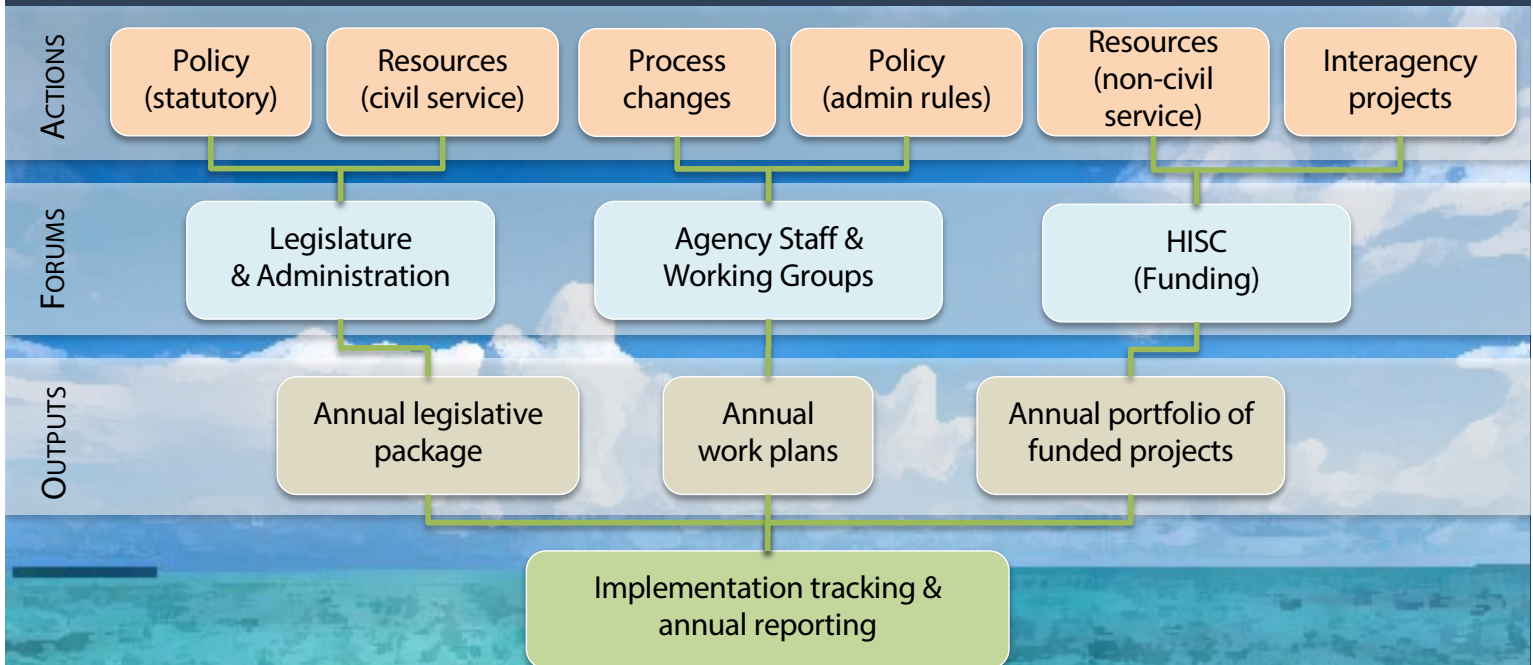 ACTIONS
Policy
(statutory)
Resources
(civil service)
Process
changes
Policy
(admin rules)
Resources
(non-civil
service)
Interagency
projects
FORUMS
Legislature
& Administration
Agency Staff &
Working Groups
HISC
(Funding)
OUTPUTS
Annual legislative
package
Annual
work plans
Annual portfolio of
funded projects
Implementation tracking &
annual reporting